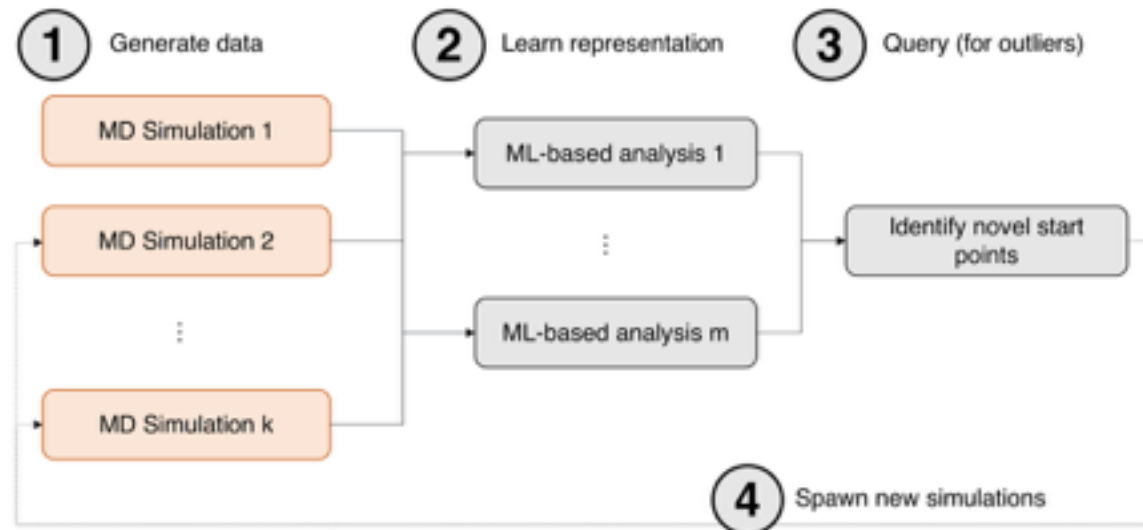 1 Generate data
2 Learn representation
3 Query (for outliers)
MD Simulation 1
MD Simulation 2
⋮
MD Simulation k
ML-based analysis 1
⋮
ML-based analysis m
Identify novel start
points
4 Spawn new simulations